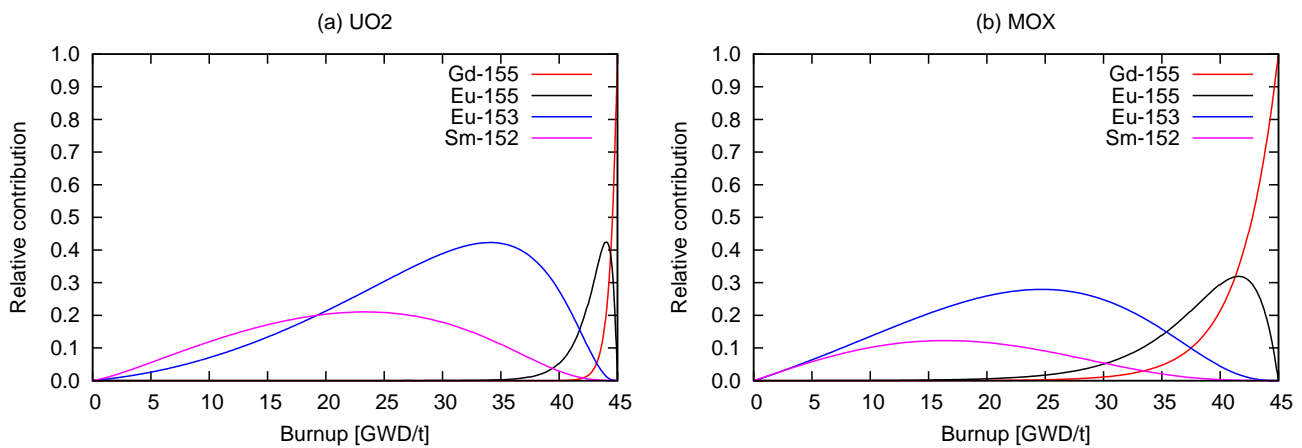 (a) UO2
1.0
0.9
0.8
0.7
0.6
0.5
0.4
0.3
0.2
0.1
0.0
Relative contribution
Gd-155
Eu-155
Eu-153
Sm-152
0 5 10 15 20 25 30 35 40 45
Burnup [GWD/t]
(b) MOX
1.0
0.9
0.8
0.7
0.6
0.5
0.4
0.3
0.2
0.1
0.0
Relative contribution
Gd-155
Eu-155
Eu-153
Sm-152
0 5 10 15 20 25 30 35 40 45
Burnup [GWD/t]